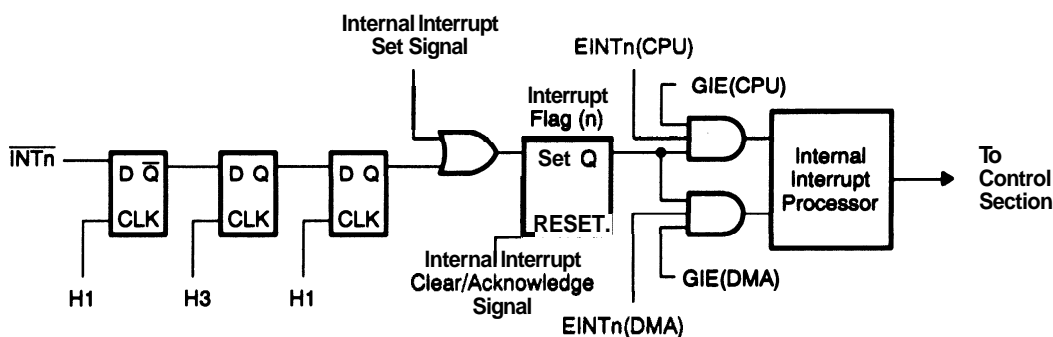 Internal Interrupt
Set Signal
EINTn(CPU)
GIE(CPU)
Interrupt
Flag (n)
INTn
D Q
CLK
D Q
CLK
D Q
CLK
Set Q
RESET.
Internal
Interrupt
Processor
To
Control
Section
Internal Interrupt
Clear/Acknowledge
Signal
GIE(DMA)
H1
H3
H1
EINTn(DMA)